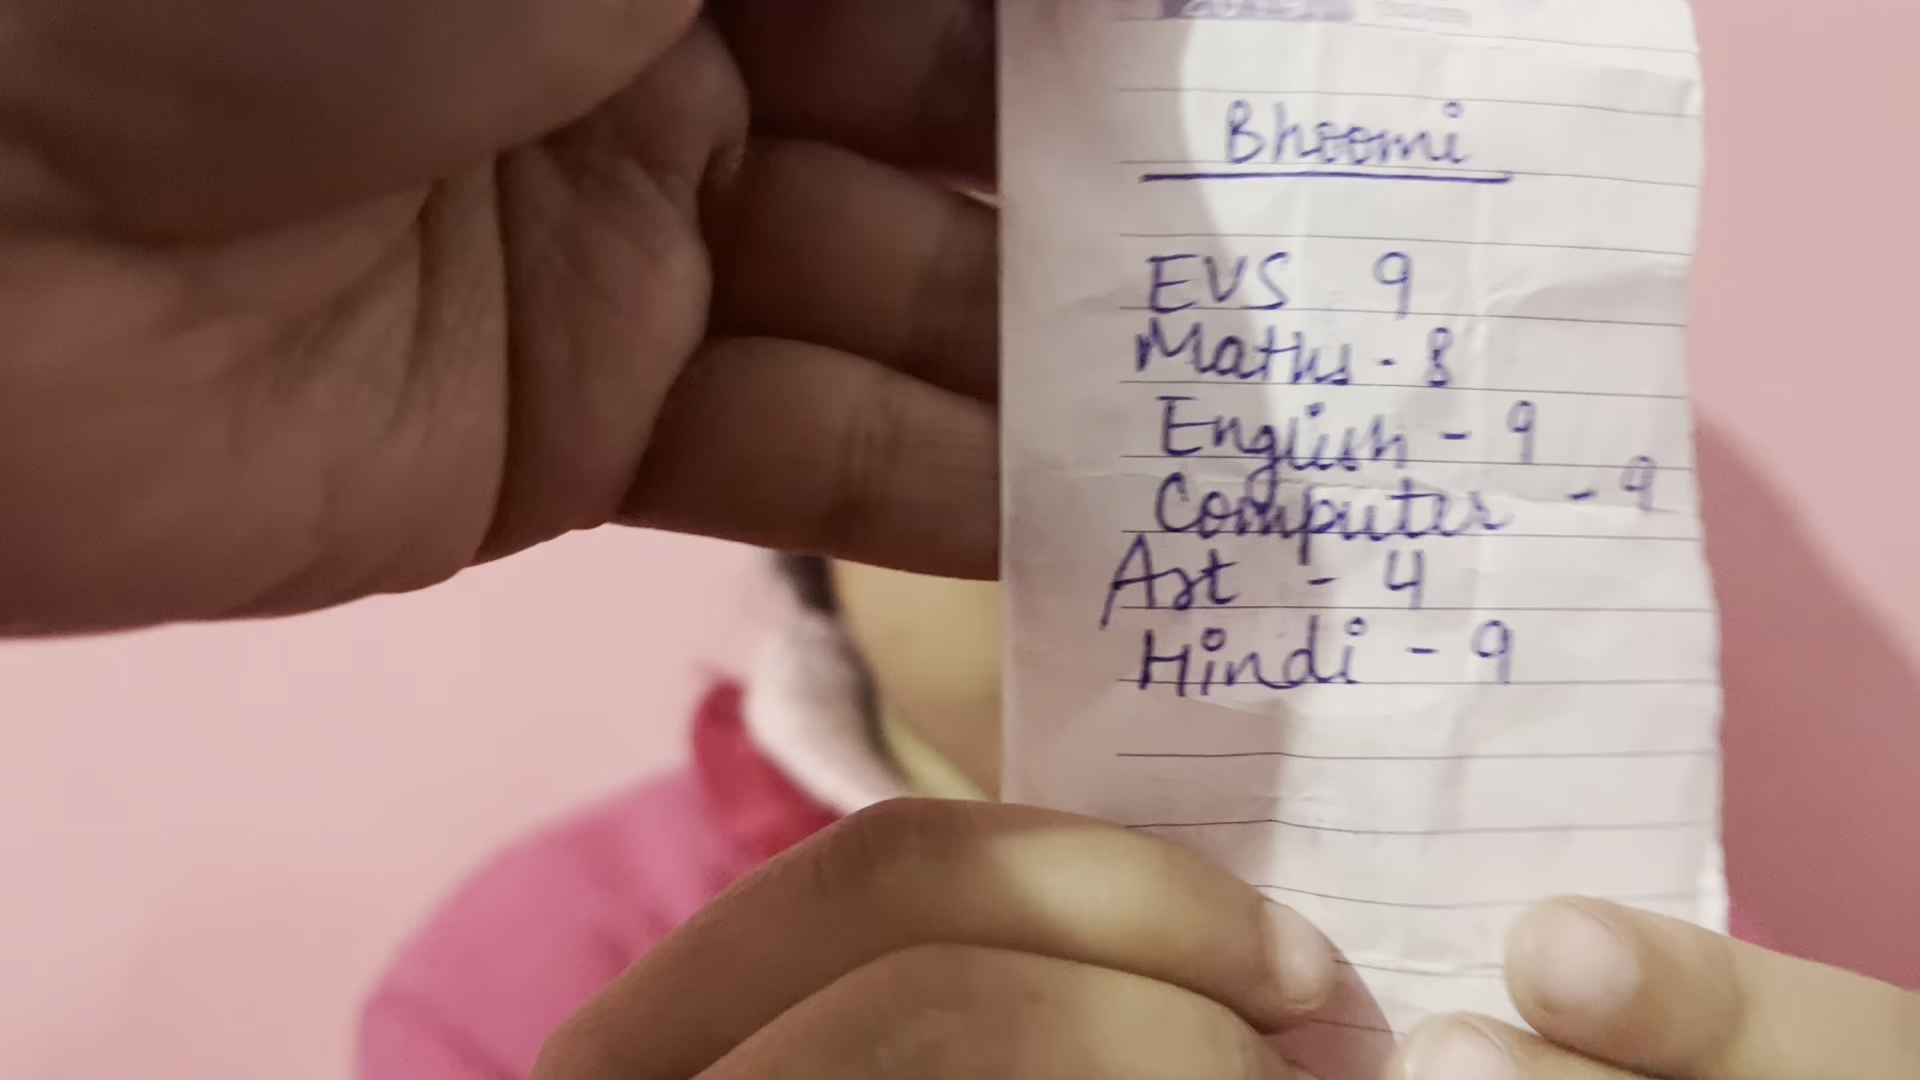 Bhoomi
EVS 9
Maths - 8
English - 9
Computer - 9
Art - 4
Hindi - 9